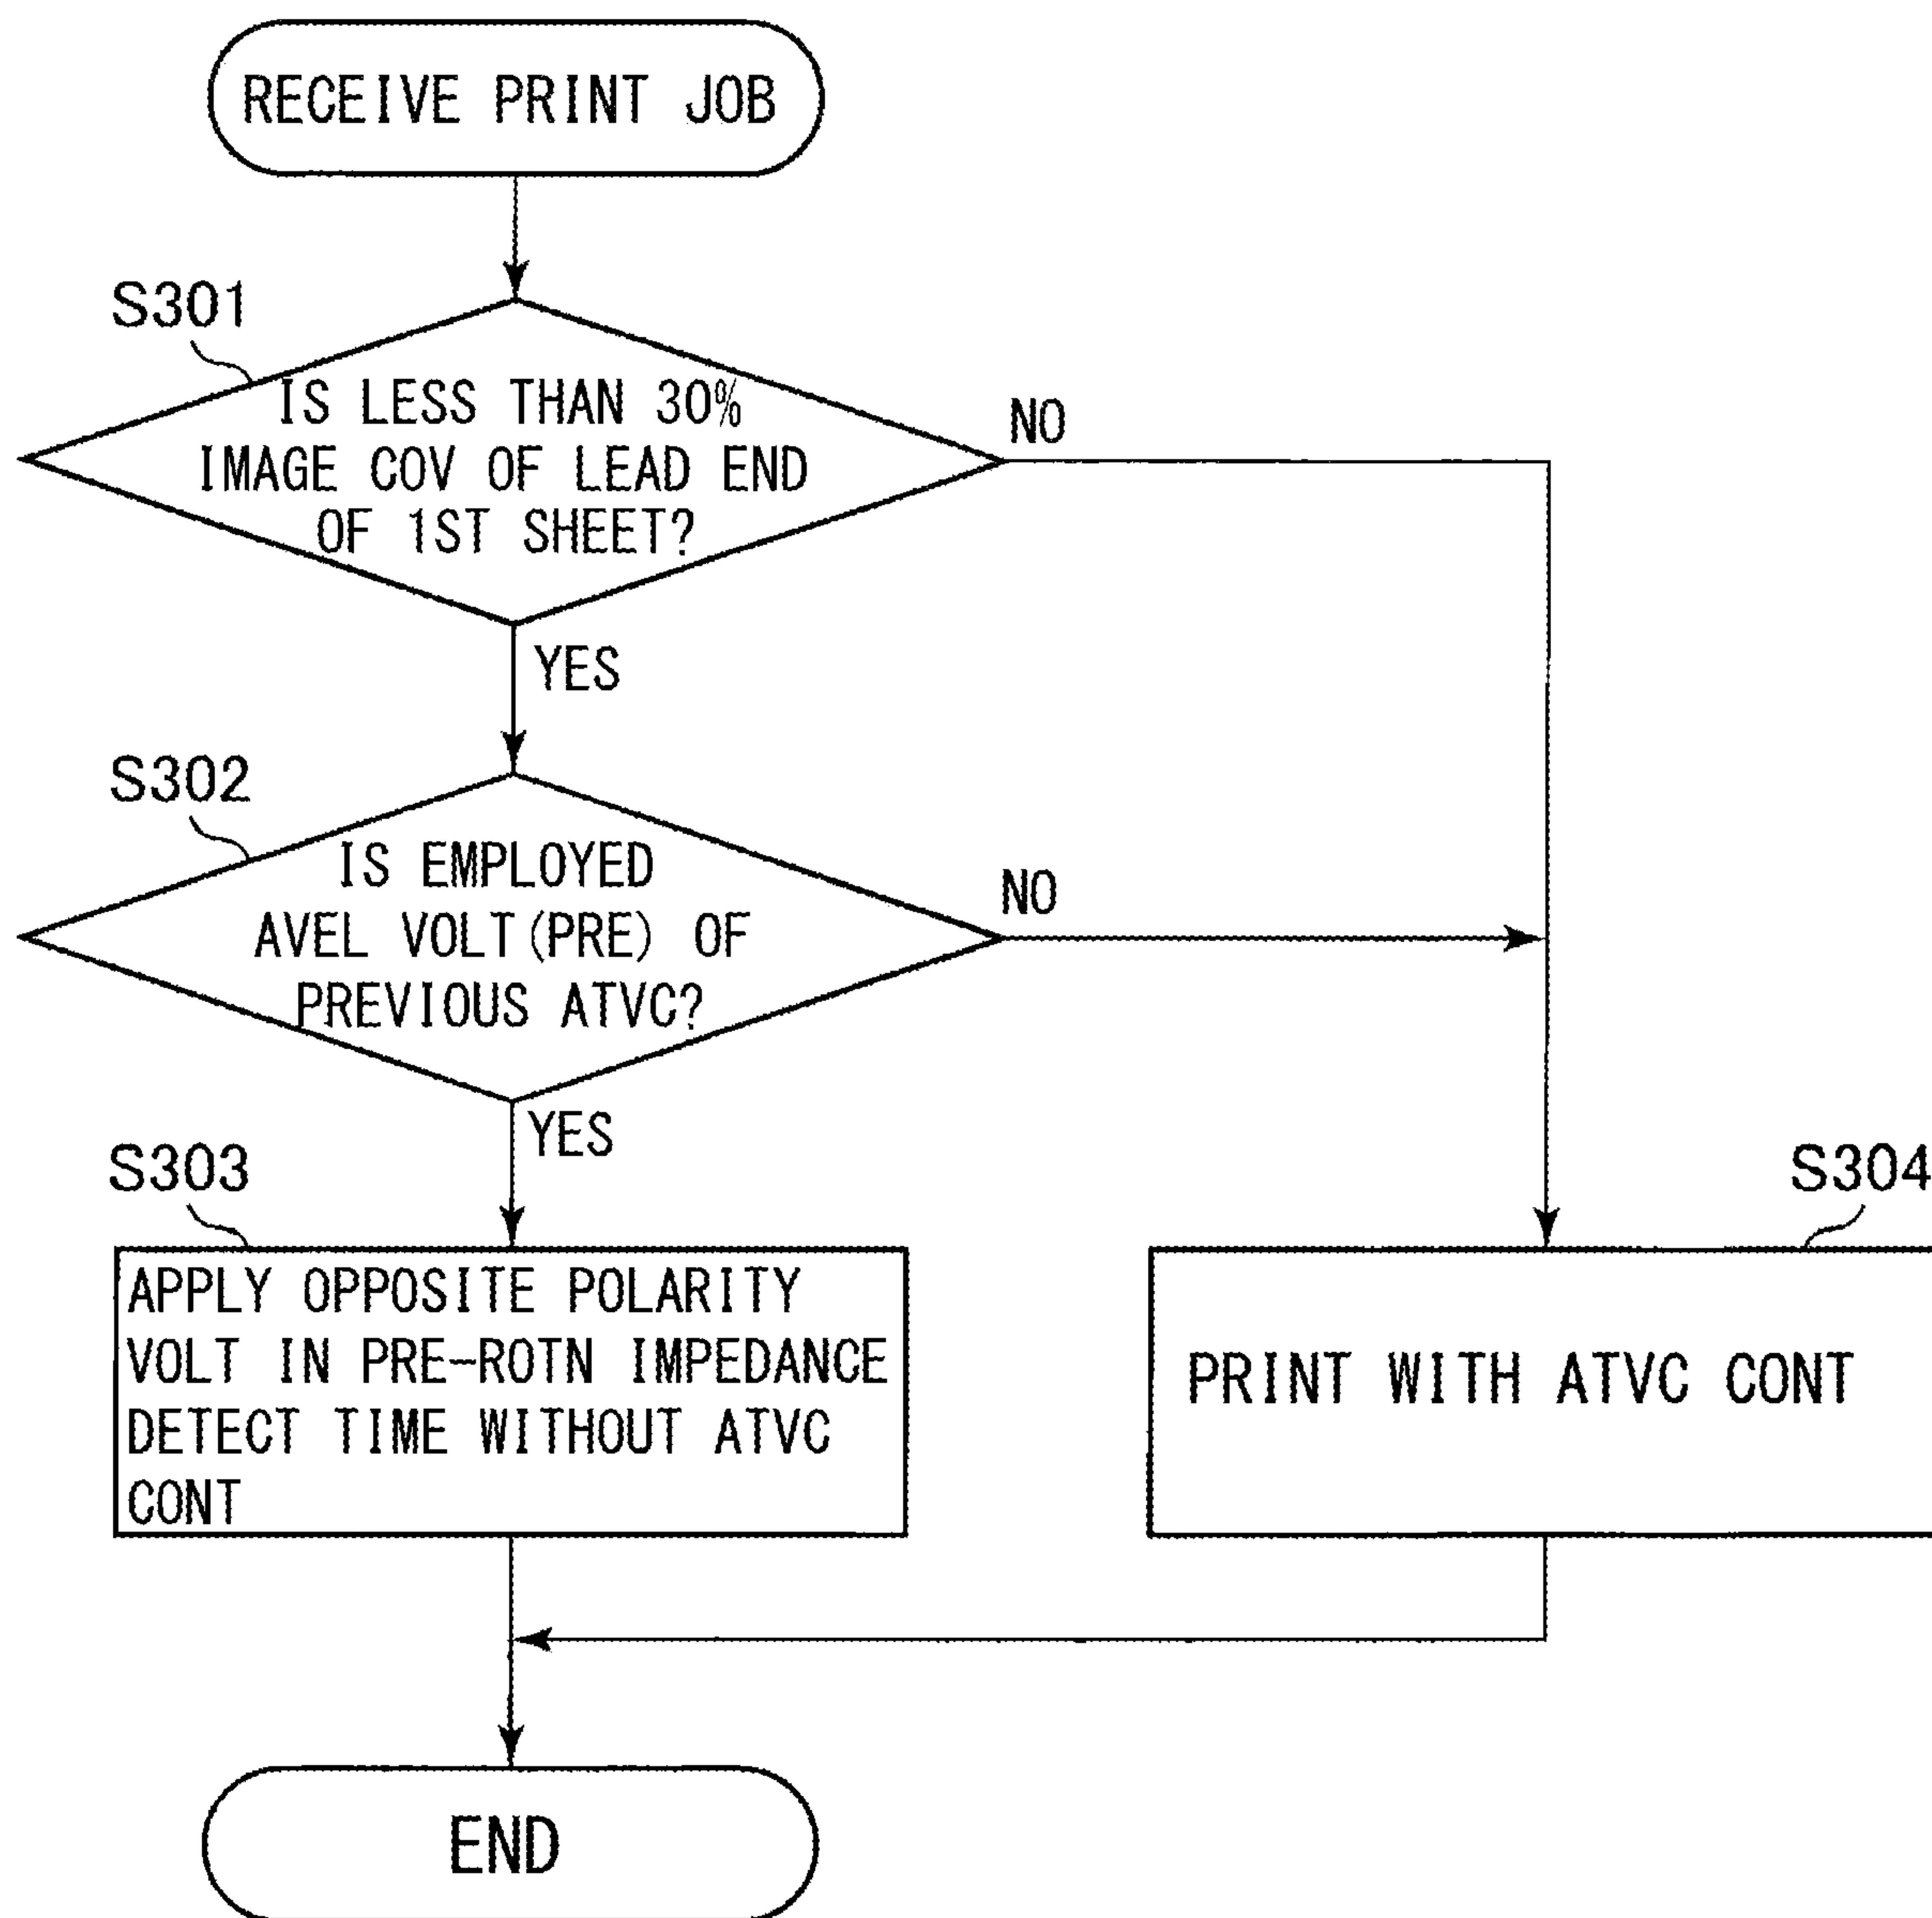 RECEIVE PRINT JOB
S301
IS LESS THAN 30%
IMAGE COV OF LEAD END
OF 1ST SHEET?
NO
YES
S302
IS EMPLOYED
AVEL VOLT(PRE) OF
PREVIOUS ATVC?
NO
YES
S303
APPLY OPPOSITE POLARITY
VOLT IN PRE-ROTN IMPEDANCE
DETECT TIME WITHOUT ATVC
CONT
S304
PRINT WITH ATVC CONT
END